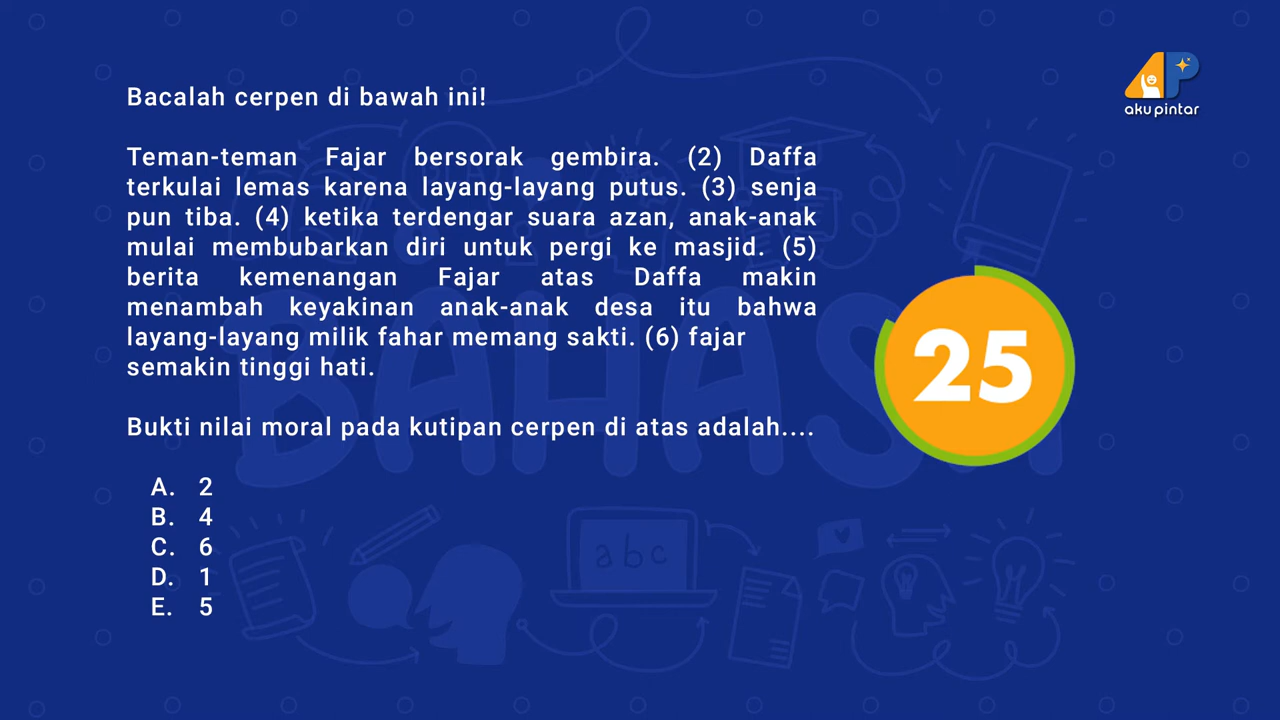 Bacalah cerpen di bawah ini!
aku pintar
Teman-teman Fajar bersorak gembira. (2) Daffa
terkulai lemas karena layang-layang putus. (3) senja
pun tiba. (4) ketika terdengar suara azan, anak-anak
mulai membubarkan diri untuk pergi ke masjid. (5)
berita kemenangan Fajar atas Daffa makin
menambah keyakinan anak-anak desa itu bahwa
layang-layang milik fahar memang sakti. (6) fajar
semakin tinggi hati.
25
BAHASA
Bukti nilai moral pada kutipan cerpen di atas adalah....
A. 2
B. 4
C. 6
D. 1
E. 5
abc